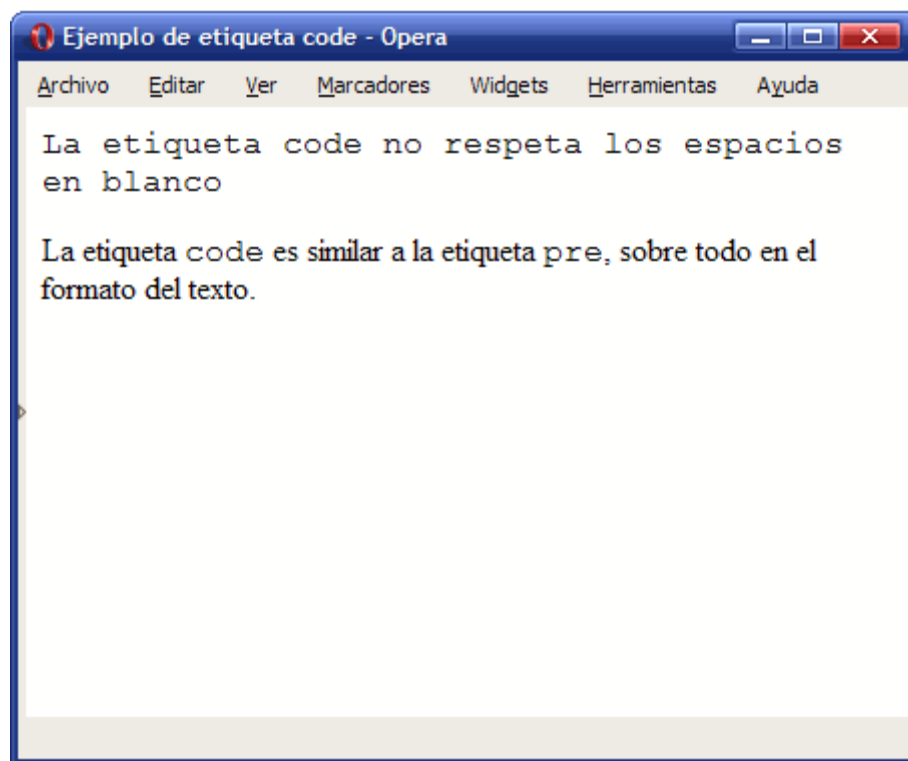 Ejemplo de etiqueta code - Opera
Archivo Editar Ver Marcadores Widgets Herramientas Ayuda
La etiqueta code no respeta los espacios
en blanco
La etiqueta code es similar a la etiqueta pre, sobre todo en el
formato del texto.